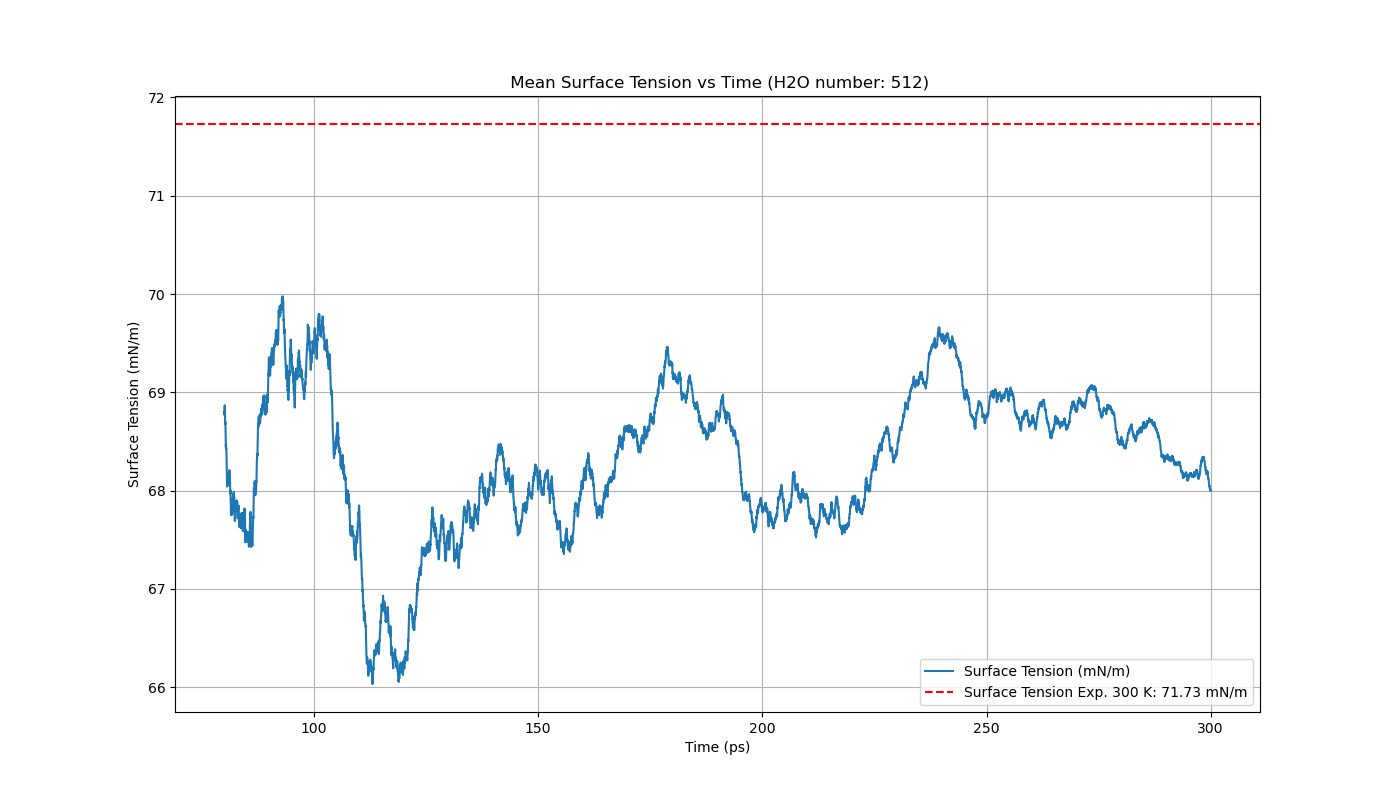 Mean Surface Tension vs Time (H2O number: 512)
72
71
70
69
68
67
66
Surface Tension (mN/m)
100
150
200
250
300
Time (ps)
Surface Tension (mN/m)
Surface Tension Exp. 300 K: 71.73 mN/m